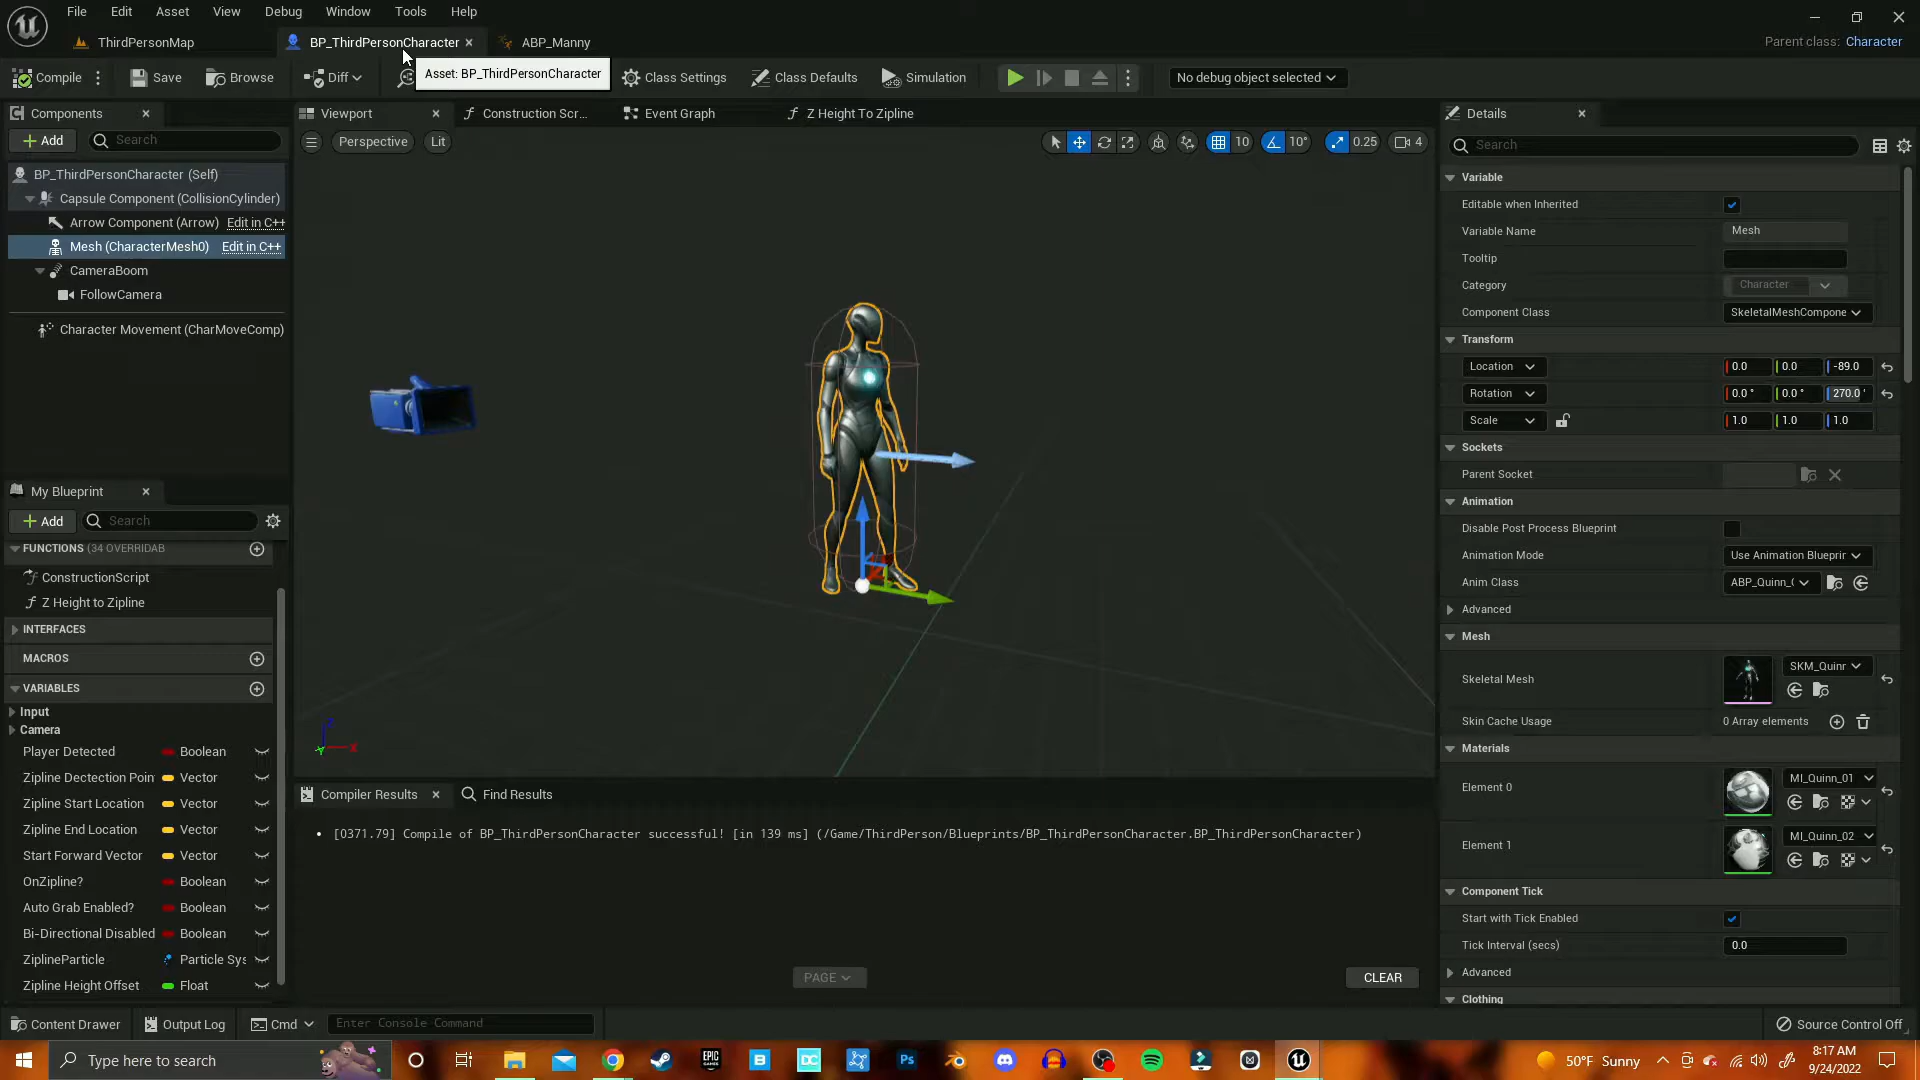 File Edit Asset View Debug Window Tools Help
ThirdPersonMap BP_ThirdPersonCharacter ABP_Manny
Parent class: Character
Compile Save Browse Diff Class Settings Class Defaults Simulation No debug object selected
Asset: BP_ThirdPersonCharacter
Components
Add Search
BP_ThirdPersonCharacter (Self)
Capsule Component (CollisionCylinder)
Arrow Component (Arrow) Edit in C++
Mesh (CharacterMesh0) Edit in C++
CameraBoom
FollowCamera
Character Movement (CharMoveComp)
My Blueprint
Add Search
FUNCTIONS (34 OVERRIDAB
ConstructionScript
Z Height to Zipline
INTERFACES
MACROS
VARIABLES
Input
Camera
Player Detected Boolean
Zipline Dectection Poin Vector
Zipline Start Location Vector
Zipline End Location Vector
Start Forward Vector Vector
OnZipline? Boolean
Auto Grab Enabled? Boolean
Bi-Directional Disabled Boolean
ZiplineParticle Particle Sys
Zipline Height Offset Float
Viewport Construction Scr... Event Graph Z Height To Zipline
Perspective Lit 10 10° 0.25 4
Z X
Compiler Results Find Results
[0371.79] Compile of BP_ThirdPersonCharacter successful! [in 139 ms] (/Game/ThirdPerson/Blueprints/BP_ThirdPersonCharacter.BP_ThirdPersonCharacter)
PAGE CLEAR
Details
Search
Variable
Editable when Inherited
Variable Name Mesh
Tooltip
Category Character
Component Class SkeletalMeshCompone
Transform
Location 0.0 0.0 -89.0
Rotation 0.0 ° 0.0 ° 270.0 °
Scale 1.0 1.0 1.0
Sockets
Parent Socket
Animation
Disable Post Process Blueprint
Animation Mode Use Animation Blueprin
Anim Class ABP_Quinn_(
Advanced
Mesh
Skeletal Mesh SKM_Quinr
Skin Cache Usage 0 Array elements
Materials
Element 0 MI_Quinn_01
Element 1 MI_Quinn_02
Component Tick
Start with Tick Enabled
Tick Interval (secs) 0.0
Advanced
Clothing
Content Drawer Output Log Cmd Enter Console Command Source Control Off
Type here to search EPIC GAMES Ps 50°F Sunny 8:17 AM
9/24/2022